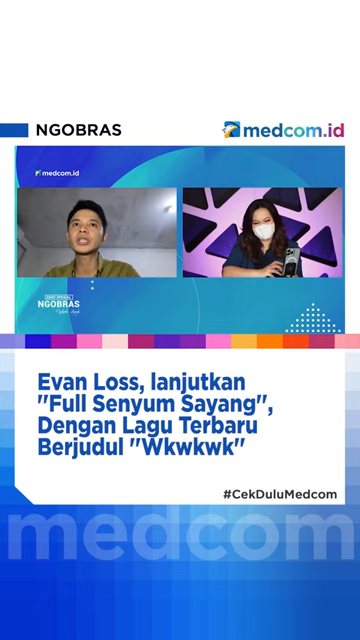 NGOBRAS
medcom.id
medcom.id
NGOBRAS
Evan Loss, lanjutkan
"Full Senyum Sayang",
Dengan Lagu Terbaru
Berjudul "Wkwkwk"
#CekDuluMedcom
medcom